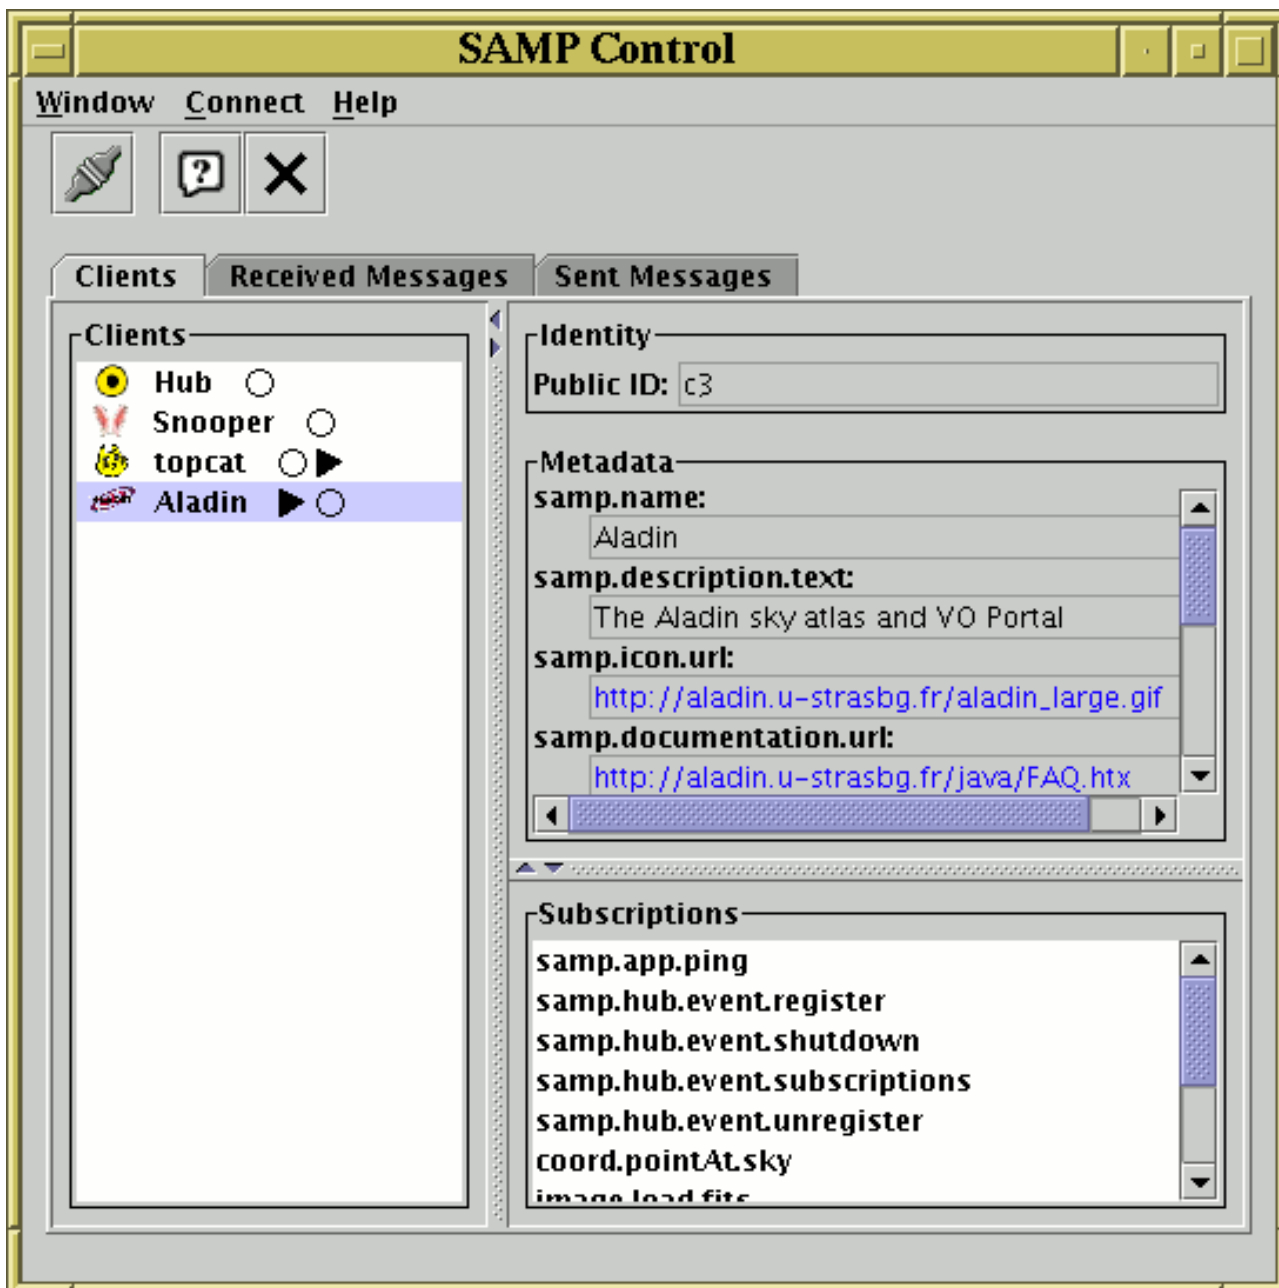 SAMP Control
Window Connect Help
Clients Received Messages Sent Messages
Clients
Hub
Snooper
topcat
Aladin
Identity
Public ID: c3
Metadata
samp.name:
Aladin
samp.description.text:
The Aladin sky atlas and VO Portal
samp.icon.url:
http://aladin.u-strasbg.fr/aladin_large.gif
samp.documentation.url:
http://aladin.u-strasbg.fr/java/FAQ.htx
Subscriptions
samp.app.ping
samp.hub.event.register
samp.hub.event.shutdown
samp.hub.event.subscriptions
samp.hub.event.unregister
coord.pointAt.sky
image.load.fits